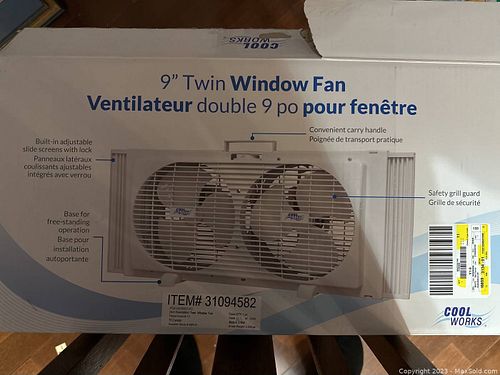 COOL
WORKS
9" Twin Window Fan
Ventilateur double 9 po pour fenêtre
Convenient carry handle
Poignée de transport pratique
Built-in adjustable
slide screens with lock
Panneaux latéraux
coulissants ajustables
intégrés avec verrou
Safety grill guard
Grille de sécurité
Base for
free-standing
operation
Base pour
installation
autoportante
ITEM# 31094582
COOL
WORKS
Copyright 2023 - MaxSold.com